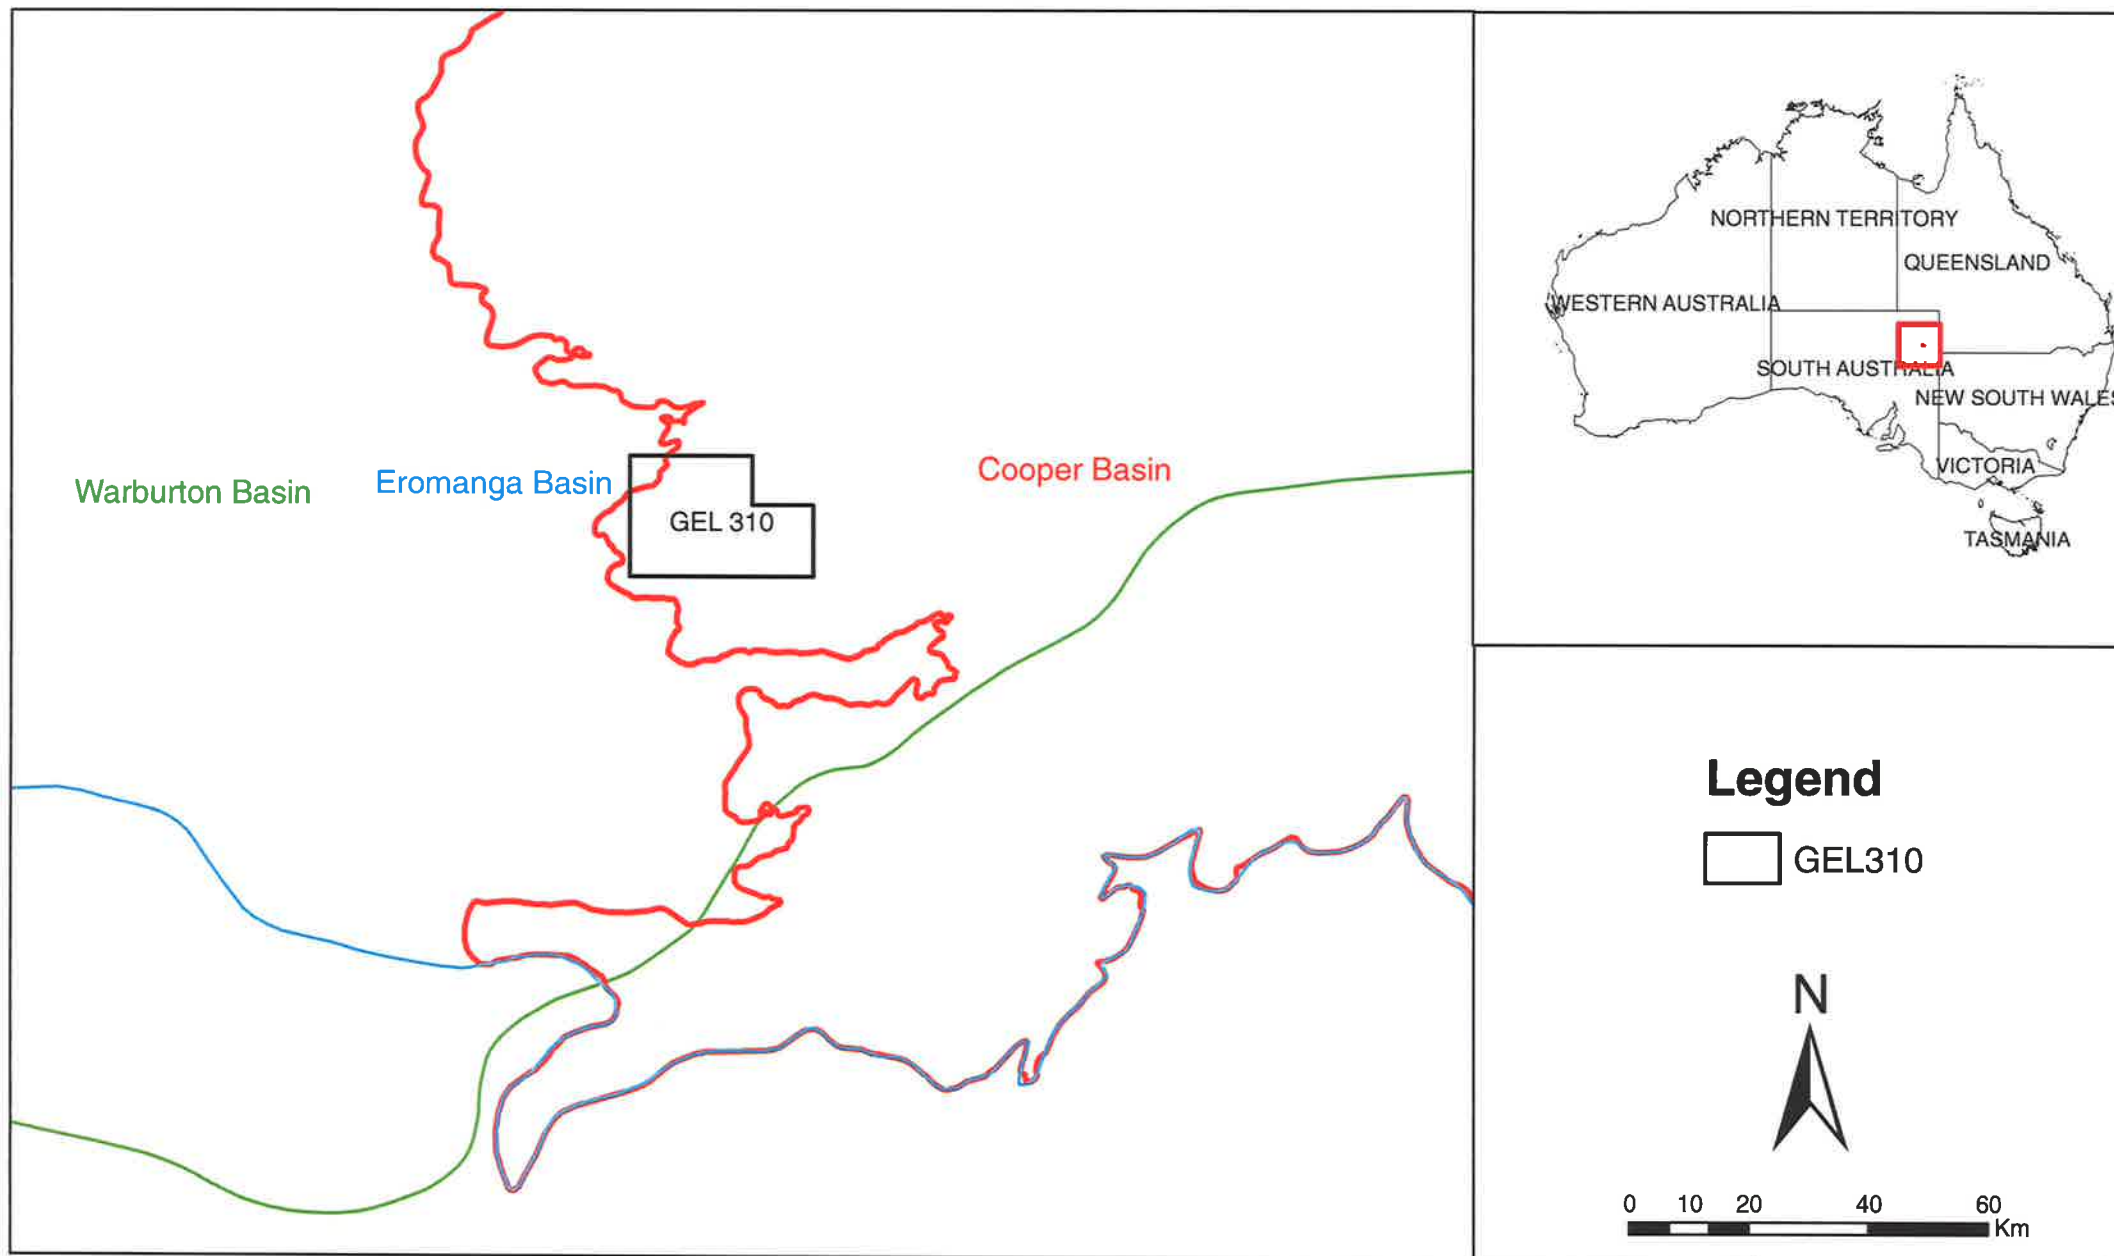 Warburton Basin
Eromanga Basin
Cooper Basin
GEL 310
NORTHERN TERRITORY
QUEENSLAND
WESTERN AUSTRALIA
SOUTH AUSTRALIA
NEW SOUTH WALES
VICTORIA
TASMANIA
Legend
GEL310
N
0 10 20 40 60
Km